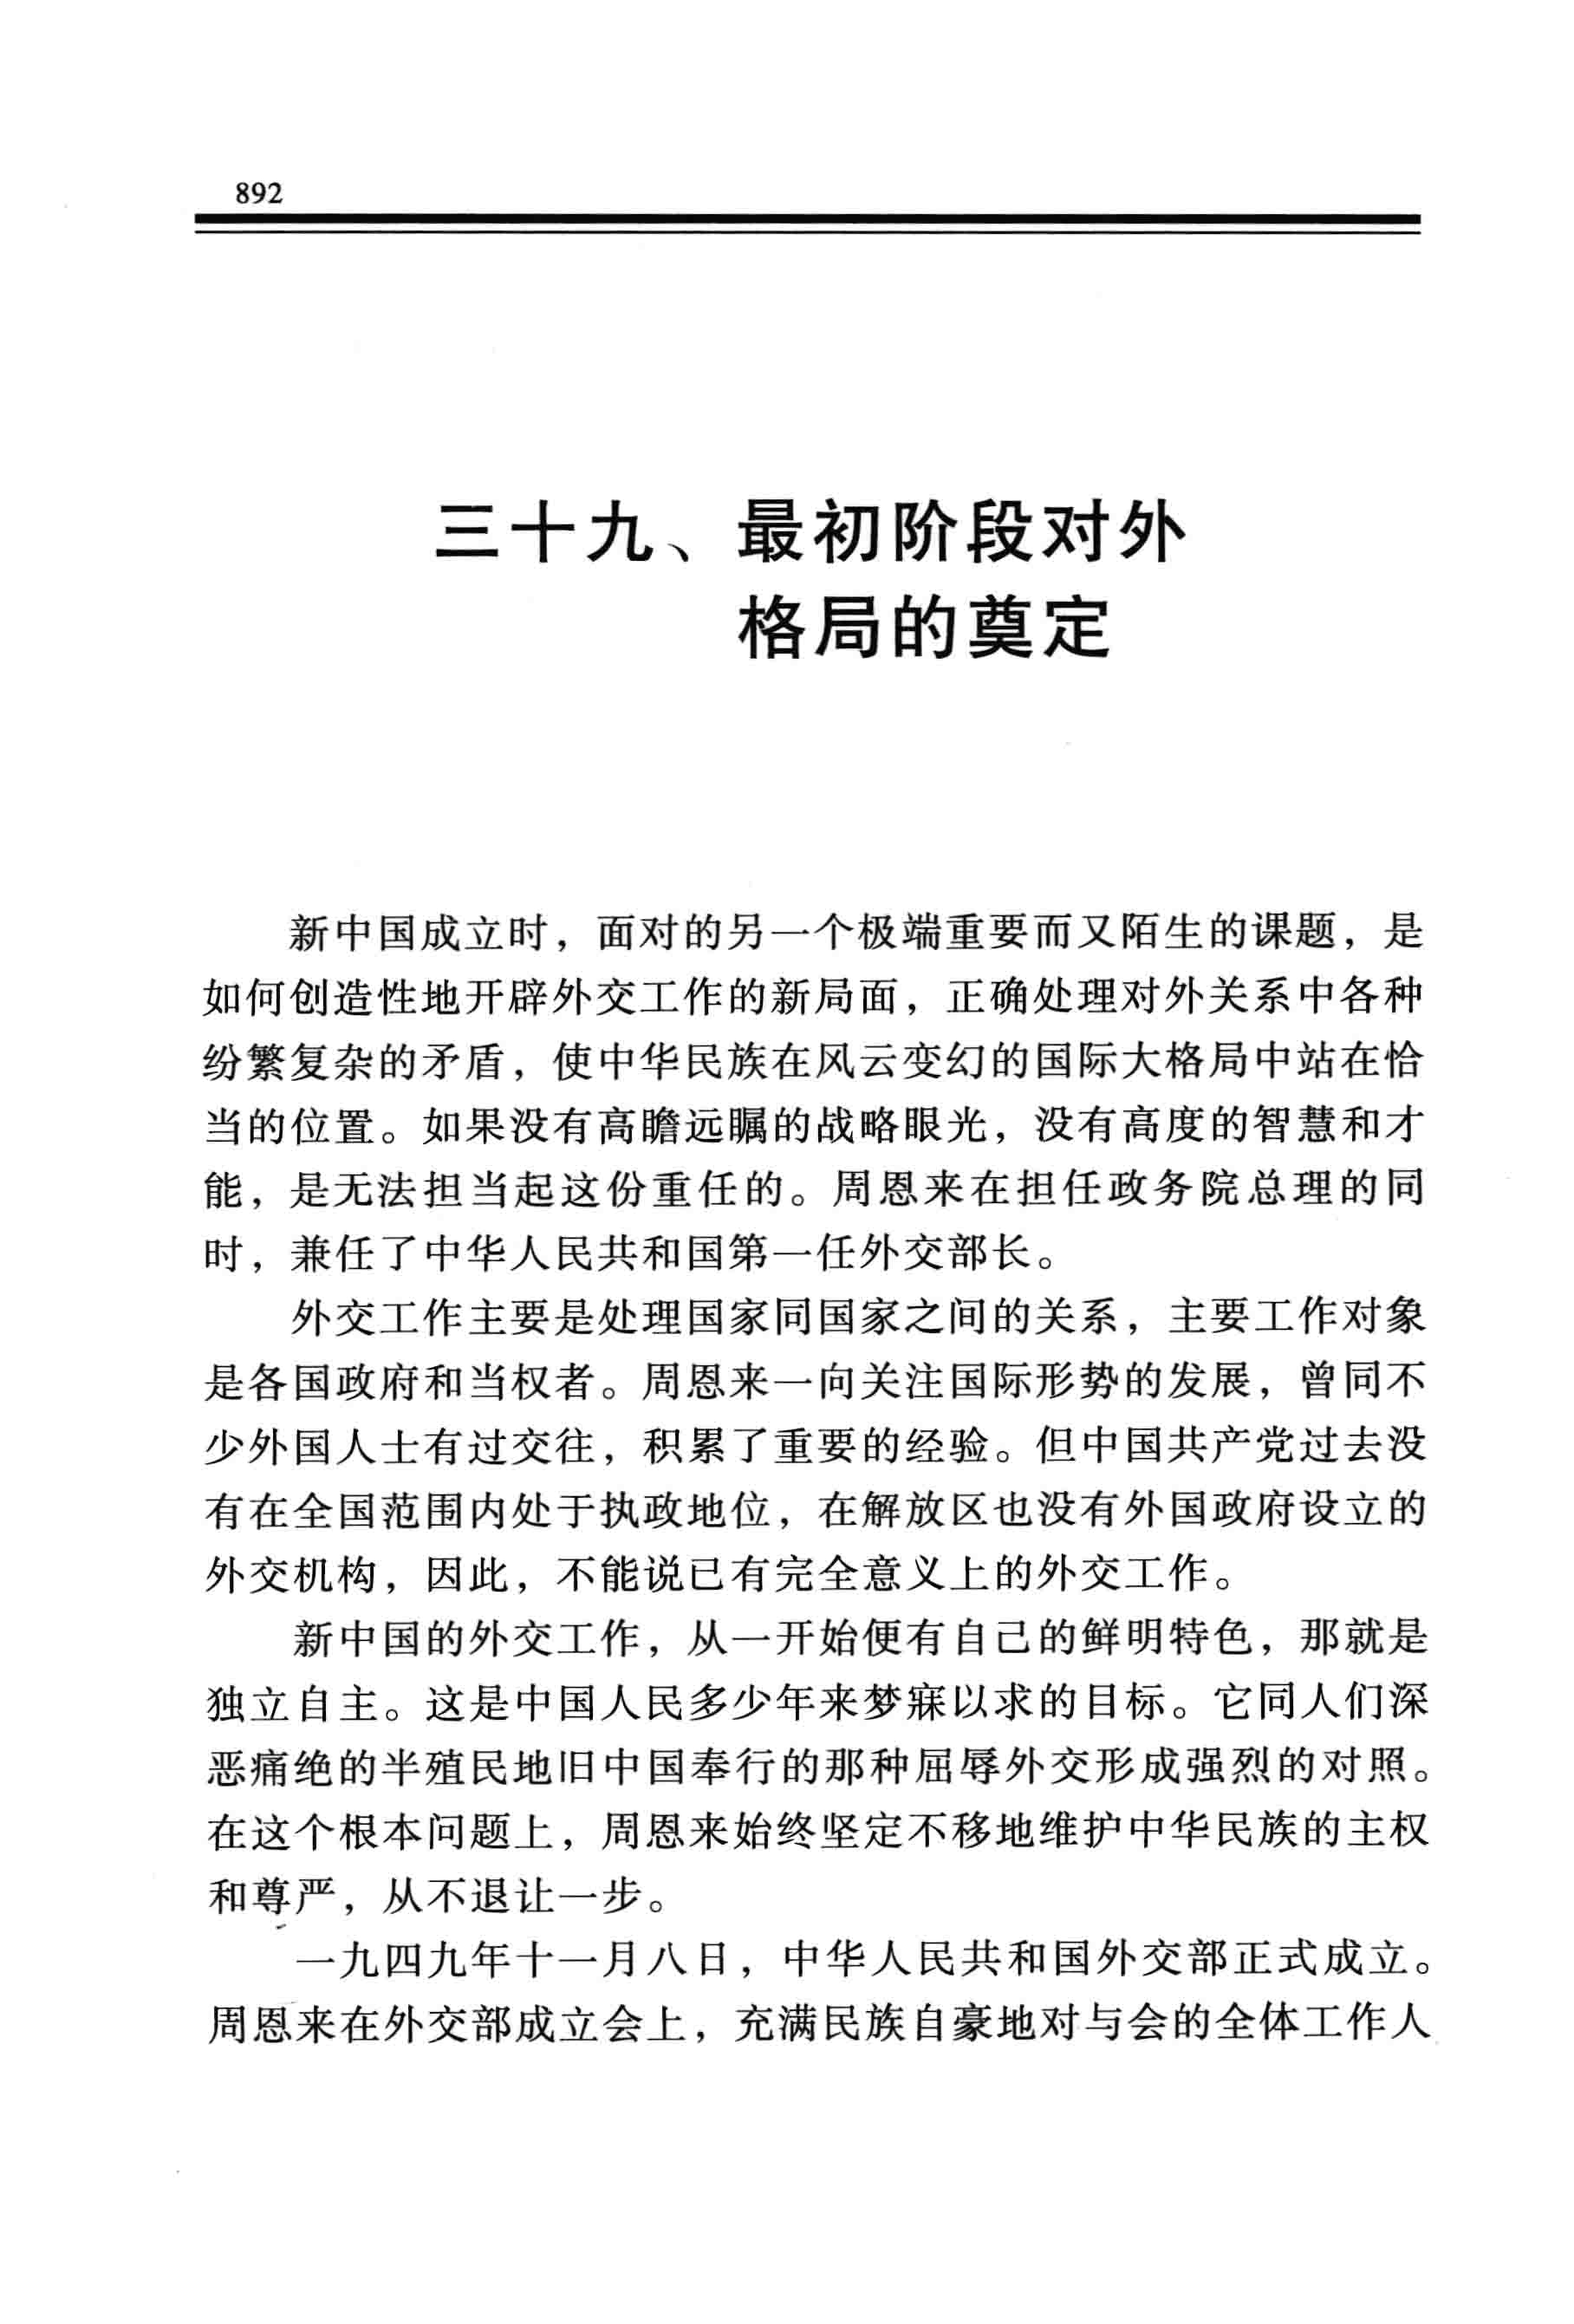 892
三十九、最初阶段对外
格局的奠定
新中国成立时，面对的另一个极端重要而又陌生的课题，是
如何创造性地开辟外交工作的新局面，正确处理对外关系中各种
纷繁复杂的矛盾，使中华民族在风云变幻的国际大格局中站在恰
当的位置。如果没有高瞻远瞩的战略眼光，没有高度的智慧和才
能，是无法担当起这份重任的。周恩来在担任政务院总理的同
时，兼任了中华人民共和国第一任外交部长。
外交工作主要是处理国家同国家之间的关系，主要工作对象
是各国政府和当权者。周恩来一向关注国际形势的发展，曾同不
少外国人士有过交往，积累了重要的经验。但中国共产党过去没
有在全国范围内处于执政地位，在解放区也没有外国政府设立的
外交机构，因此，不能说已有完全意义上的外交工作。
新中国的外交工作，从一开始便有自己的鲜明特色，那就是
独立自主。这是中国人民多少年来梦寐以求的目标。它同人们深
恶痛绝的半殖民地旧中国奉行的那种屈辱外交形成强烈的对照。
在这个根本问题上，周恩来始终坚定不移地维护中华民族的主权
和尊严，从不退让一步。
一九四九年十一月八日，中华人民共和国外交部正式成立。
周恩来在外交部成立会上，充满民族自豪地对与会的全体工作人